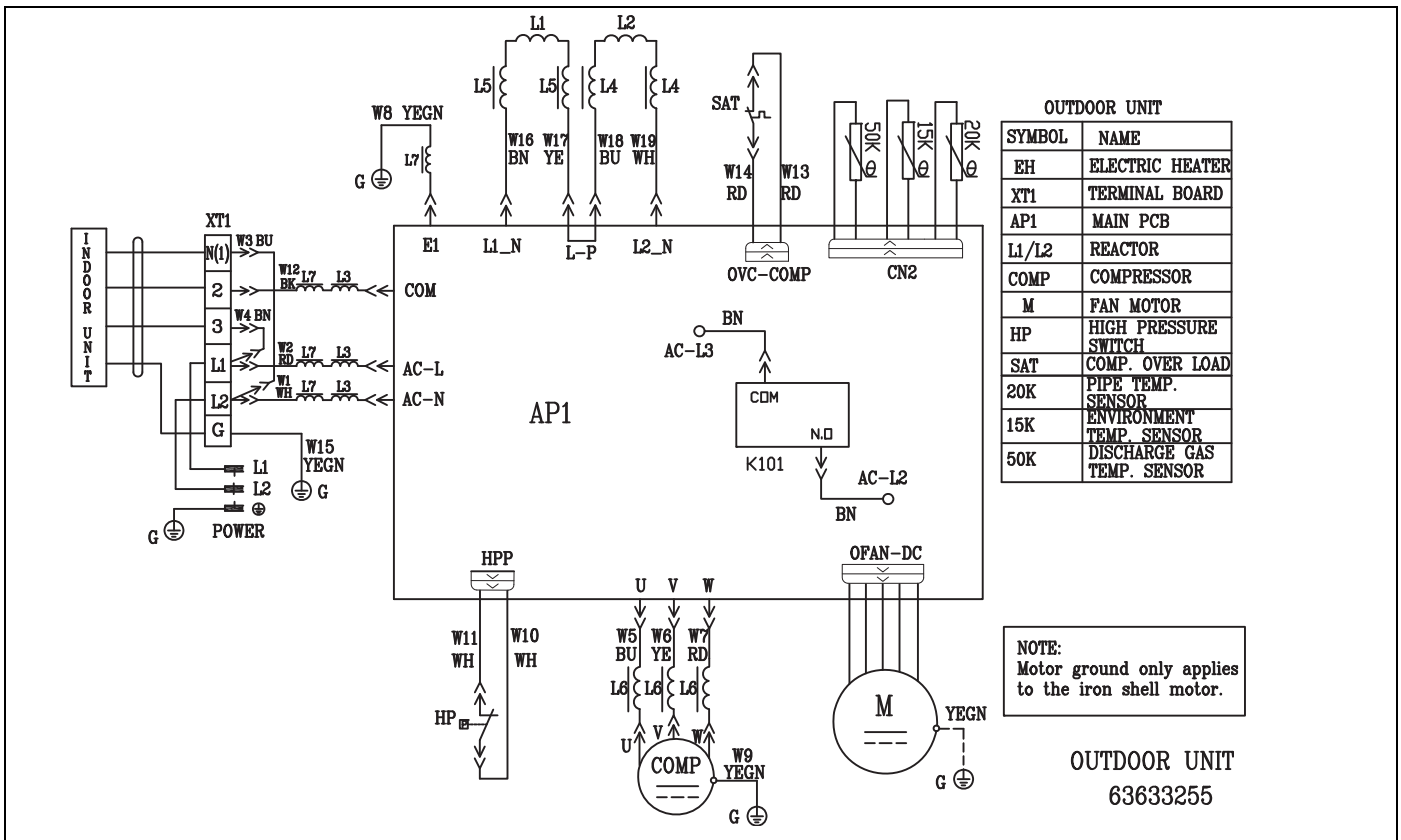 L1
L2
L5
L5
L4
L4
W16
BN
W17
YE
W18
BU
W19
WH
W8 YEGN
L7
G
SAT
W14
RD
W13
RD
50K θ
15K θ
20K θ
E1
L1_N
L-P
L2_N
OVC-COMP
CN2
INDOOR UNIT
XT1
N(1)
2
3
L1
L2
G
W3 BU
W12
BK
L7
L3
COM
W4 BN
W2
RD
L7
L3
AC-L
W1
WH
L7
L3
AC-N
W15
YEGN
G
L1
L2
G
POWER
AP1
BN
AC-L3
COM
N.O
K101
AC-L2
BN
HPP
W11
WH
W10
WH
HP
P
U
V
W
W5
BU
W6
YE
W7
RD
L6
L6
L6
U
V
W
COMP
W9
YEGN
G
OFAN-DC
M
YEGN
G
OUTDOOR UNIT
SYMBOL NAME
EH ELECTRIC HEATER
XT1 TERMINAL BOARD
AP1 MAIN PCB
L1/L2 REACTOR
COMP COMPRESSOR
M FAN MOTOR
HP HIGH PRESSURE
SWITCH
SAT COMP. OVER LOAD
20K PIPE TEMP.
SENSOR
15K ENVIRONMENT
TEMP. SENSOR
50K DISCHARGE GAS
TEMP. SENSOR
NOTE:
Motor ground only applies
to the iron shell motor.
OUTDOOR UNIT
63633255